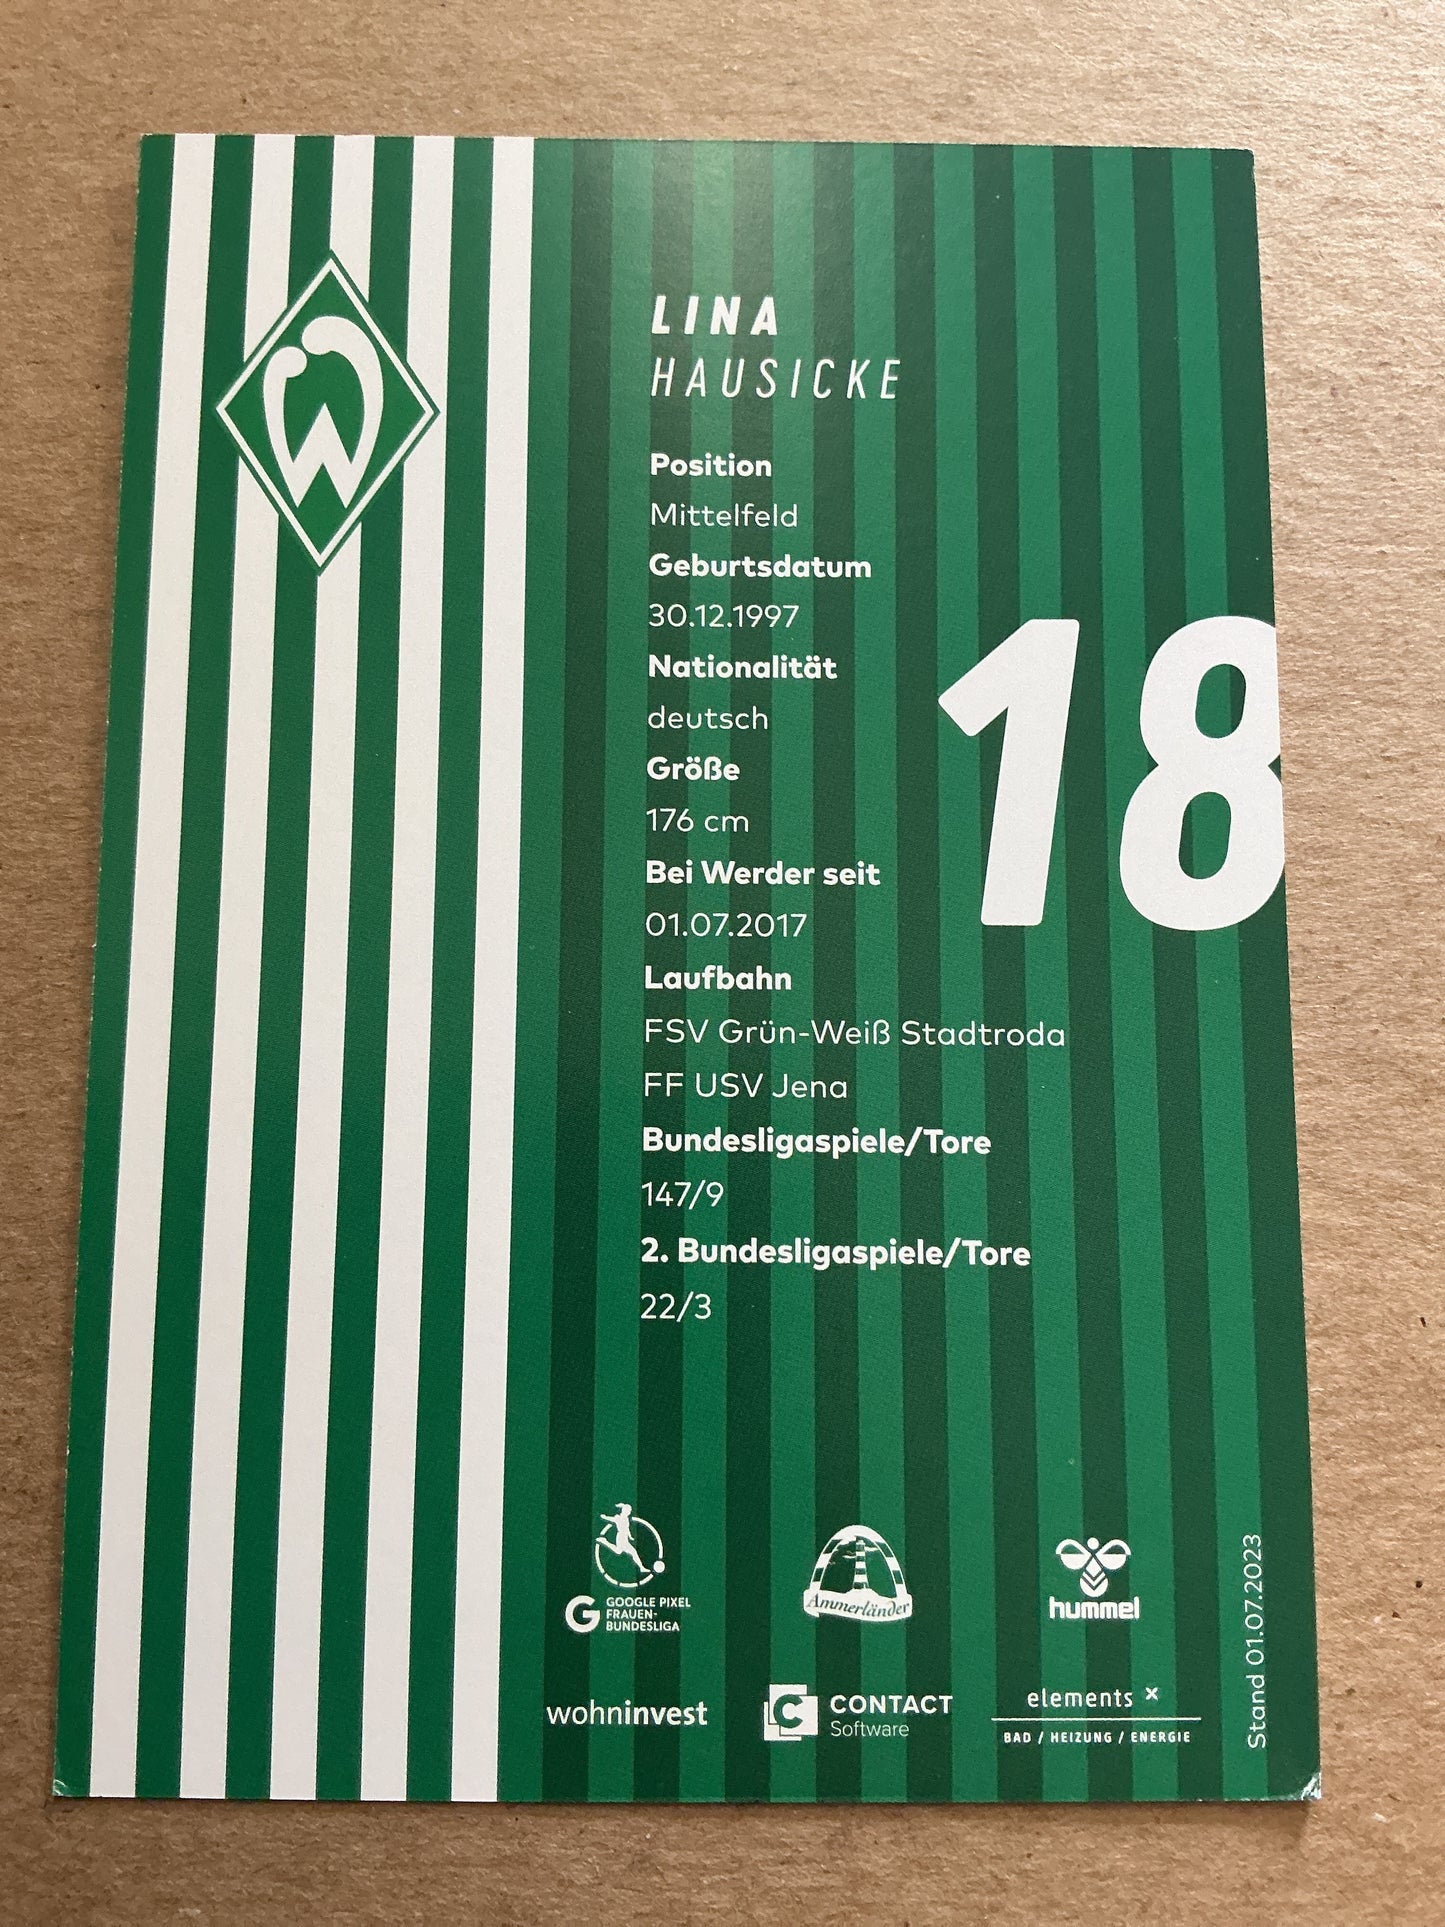 LINA
HAUSICKE
Position
Mittelfeld
Geburtsdatum
30.12.1997
Nationalität
deutsch
Größe
176 cm
Bei Werder seit
01.07.2017
Laufbahn
FSV Grün-Weiß Stadtroda
FF USV Jena
Bundesligaspiele/Tore
147/9
2. Bundesligaspiele/Tore
22/3
18
W
G GOOGLE PIXEL
FRAUEN-
BUNDESLIGA
Ammerländer
hummel
wohninvest
C CONTACT
Software
elements x
BAD / HEIZUNG / ENERGIE
Stand 01.07.2023